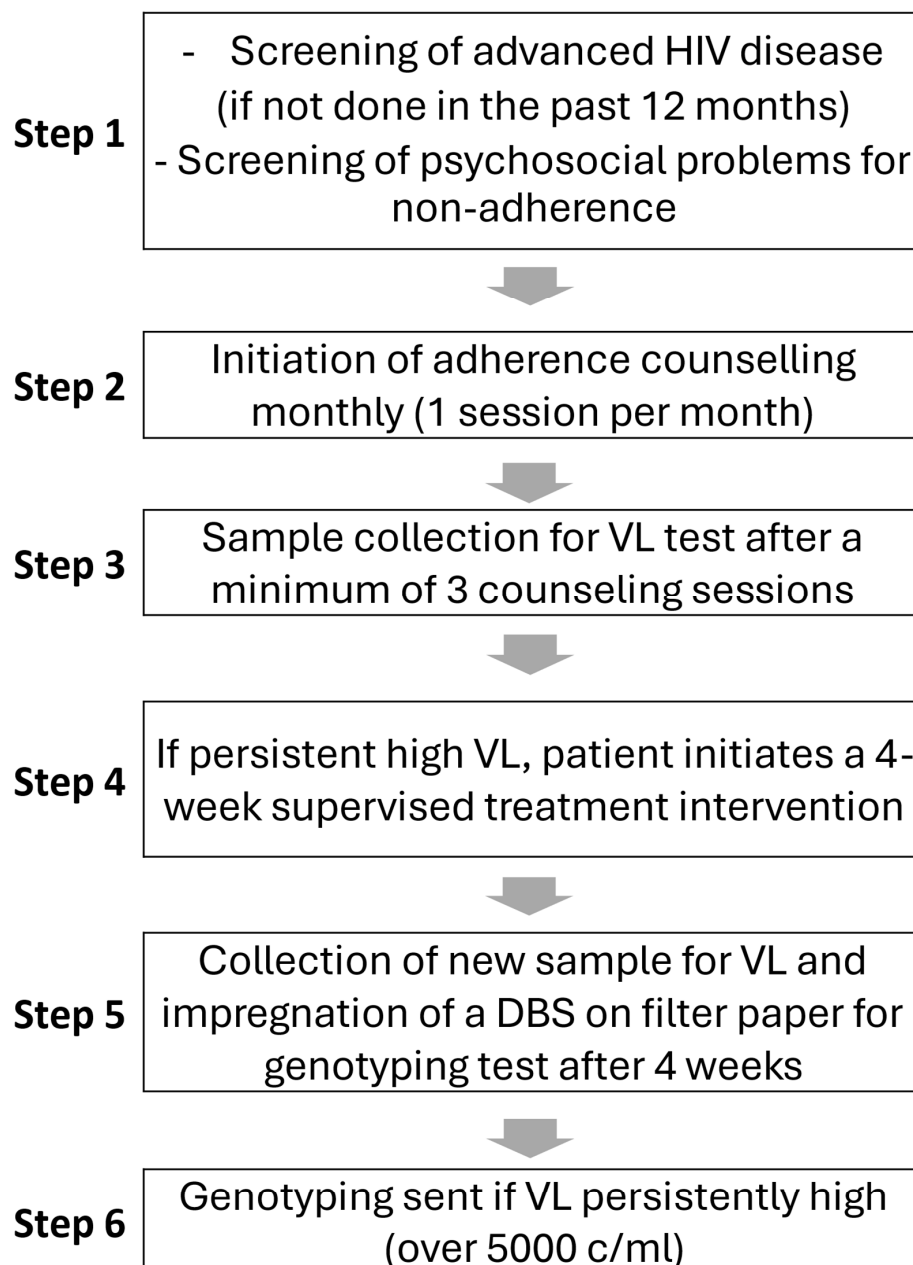 Step 1
- Screening of advanced HIV disease
(if not done in the past 12 months)
- Screening of psychosocial problems for
non-adherence
Step 2
Initiation of adherence counselling
monthly (1 session per month)
Step 3
Sample collection for VL test after a
minimum of 3 counseling sessions
Step 4
If persistent high VL, patient initiates a 4-
week supervised treatment intervention
Step 5
Collection of new sample for VL and
impregnation of a DBS on filter paper for
genotyping test after 4 weeks
Step 6
Genotyping sent if VL persistently high
(over 5000 c/ml)